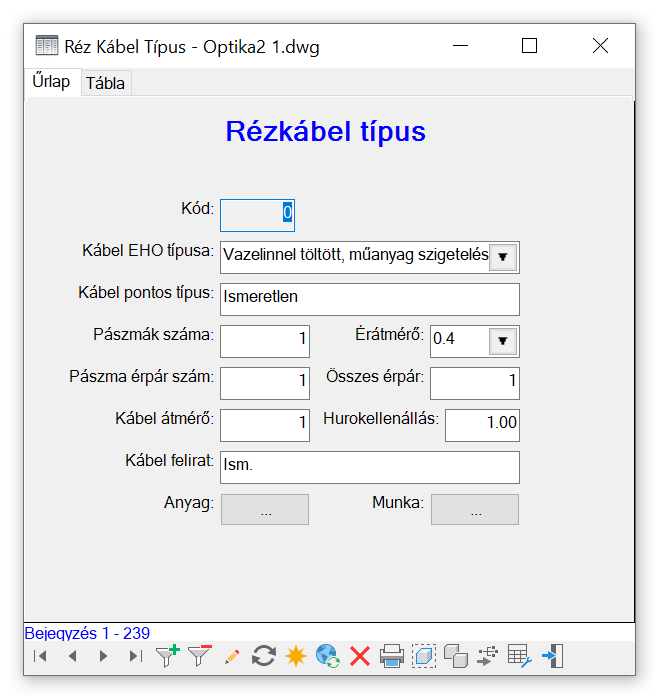 Réz Kábel Típus - Optika2 1.dwg
Űrlap Tábla
Rézkábel típus
Kód: 0
Kábel EHO típusa: Vazelinnel töltött, műanyag szigetelés
Kábel pontos típus: Ismeretlen
Pászmák száma: 1 Érátmérő: 0.4
Pászma érpár szám: 1 Összes érpár: 1
Kábel átmérő: 1 Hurokellenállás: 1.00
Kábel felirat: Ism.
Anyag: ... Munka: ...
Bejegyzés 1 - 239